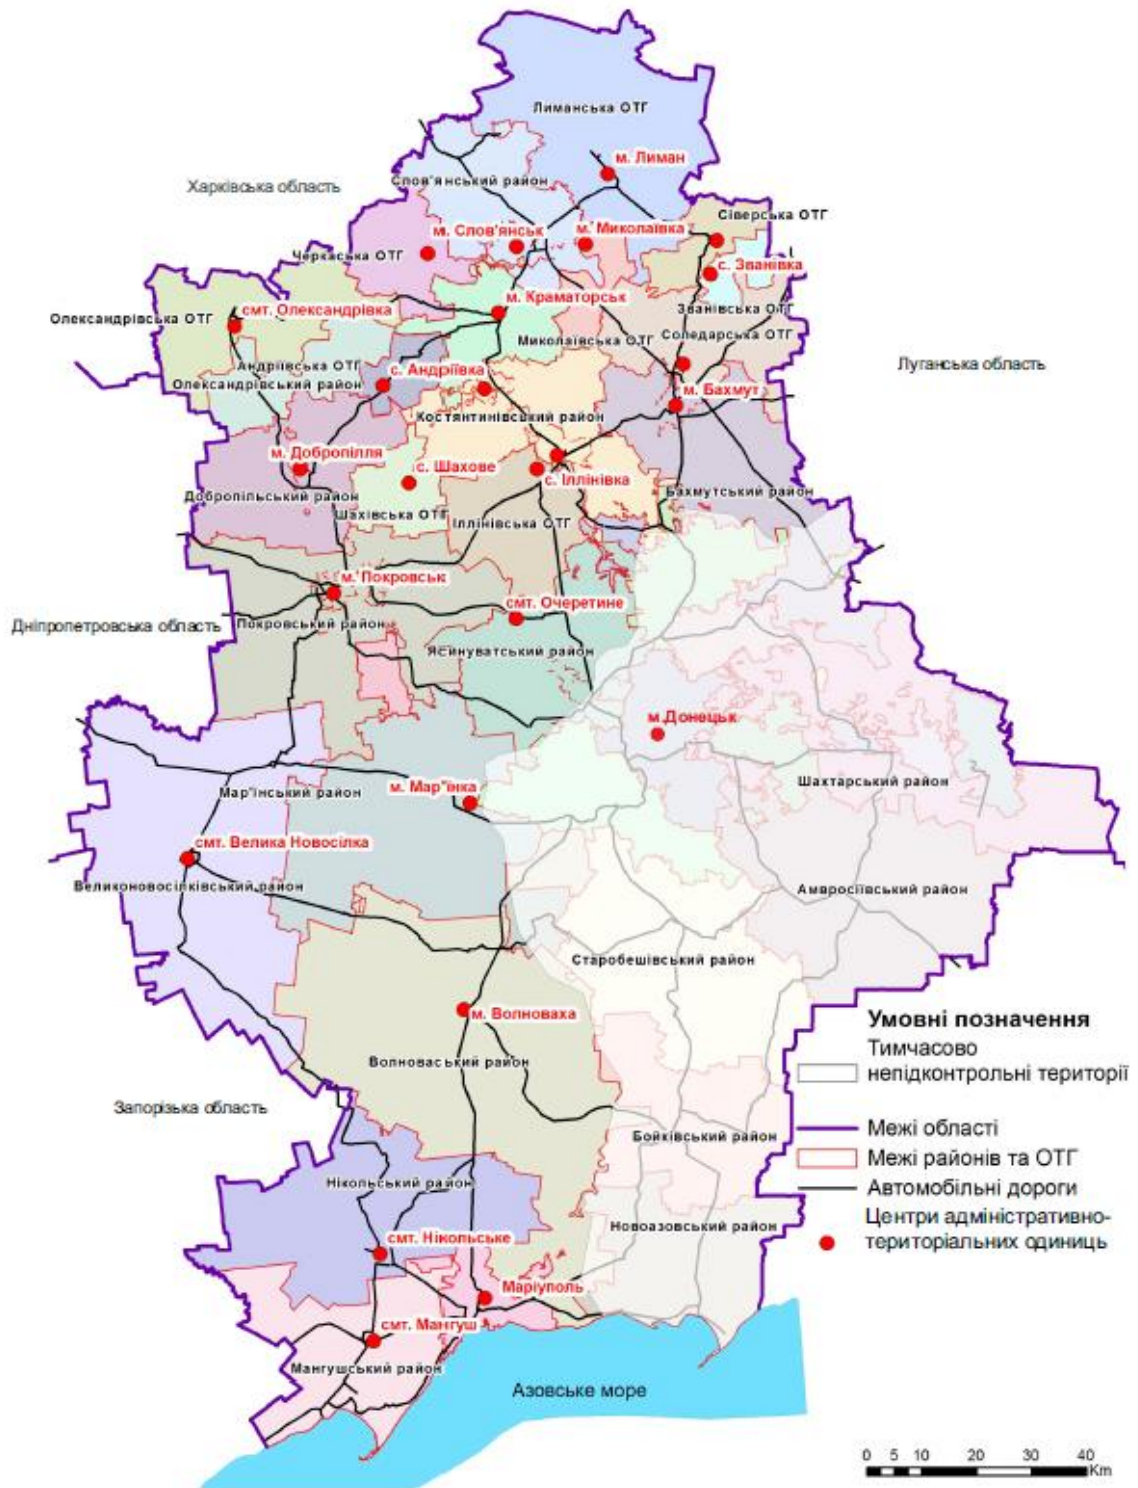 Лиманська ОТГ
м. Лиман
Слов'янський район
Харківська область
Сіверська ОТГ
м. Слов'янськ
м. Миколаївка
Черкаська ОТГ
с. Званівка
м. Краматорськ
Званівська ОТГ
смт. Олександрівка
Олександрівська ОТГ
Соледарська ОТГ
Миколаївська ОТГ
Андріївська ОТГ
Луганська область
с. Андріївка
Олександрівський район
м. Бахмут
Костянтинівський район
м. Добропілля
с. Шахове
с. Іллінівка
Бахмутський район
Добропільський район
Шахівська ОТГ
Іллінівська ОТГ
м. Покровськ
смт. Очеретине
Дніпропетровська область
Покровський район
Ясинуватський район
м.Донецьк
Шахтарський район
м. Мар"їнка
Мар'їнський район
смт. Велика Новосілка
Великоновосілківський район
Амвросіївський район
Старобешівський район
м. Волноваха
Умовні позначення
Тимчасово
непідконтрольні території
Волноваський район
Запорізька область
Межі області
Бойківський район
Межі районів та ОТГ
Нікольський район
Автомобільні дороги
Новоазовський район
Центри адміністративно-
територіальних одиниць
смт. Нікольське
Маріуполь
смт. Мангуш
Мангушський район
Азовське море
0 5 10 20 30 40
Km